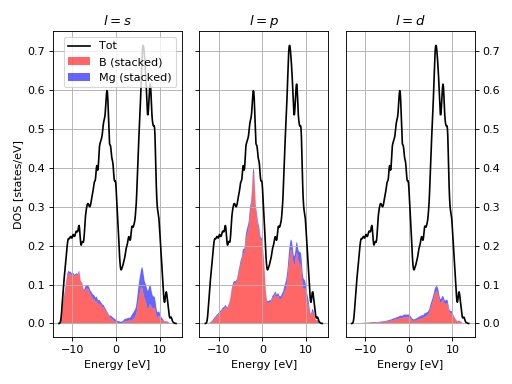 l = s
l = p
l = d
Tot
B (stacked)
Mg (stacked)
DOS [states/eV]
0.7
0.6
0.5
0.4
0.3
0.2
0.1
0.0
0.7
0.6
0.5
0.4
0.3
0.2
0.1
0.0
−10 0 10
−10 0 10
−10 0 10
Energy [eV]
Energy [eV]
Energy [eV]